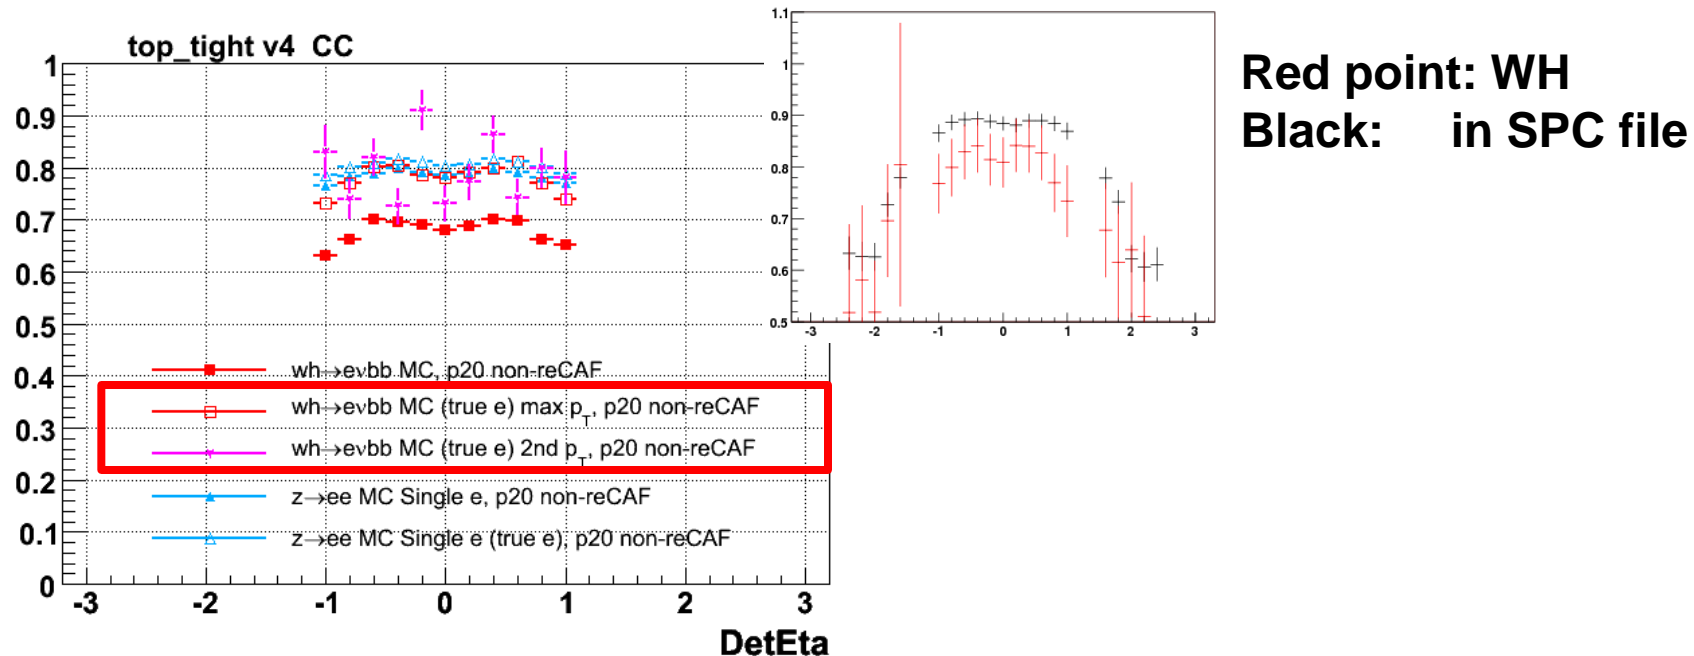 top_tight v4 CC
1
0.9
0.8
0.7
0.6
0.5
0.4
0.3
0.2
0.1
0
-3 -2 -1 0 1 2 3
DetEta
wh→eνbb MC, p20 non-reCAF
wh→eνbb MC (true e) max p_T, p20 non-reCAF
wh→eνbb MC (true e) 2nd p_T, p20 non-reCAF
z→ee MC Single e, p20 non-reCAF
z→ee MC Single e (true e), p20 non-reCAF
1.1
1
0.9
0.8
0.7
0.6
0.5
-3 -2 -1 0 1 2 3
Red point: WH
Black: in SPC file